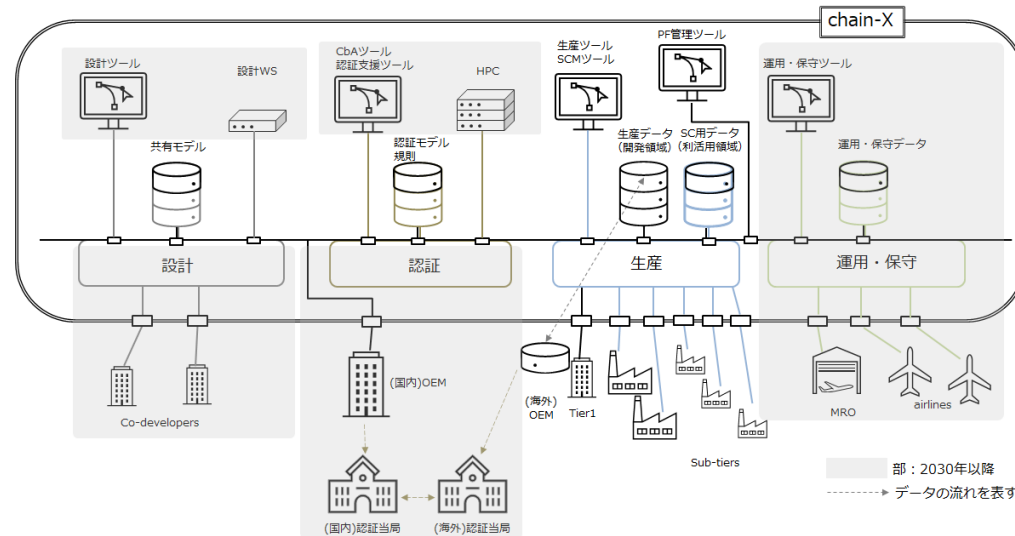 chain-X
設計ツール
設計WS
CbAツール
認証支援ツール
HPC
生産ツール
SCMツール
PF管理ツール
運用・保守ツール
共有モデル
認証モデル
規則
生産データ
(開発領域)
SC用データ
(利活用領域)
運用・保守データ
設計
認証
生産
運用・保守
Co-developers
(国内)OEM
(海外)
OEM
Tier1
Sub-tiers
MRO
airlines
(国内)認証当局
(海外)認証当局
部：2030年以降
データの流れを表す